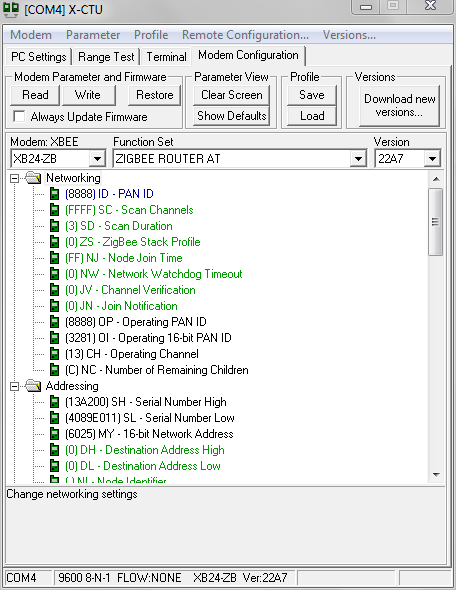 [COM4] X-CTU
Modem Parameter Profile Remote Configuration... Versions...
PC Settings Range Test Terminal Modem Configuration
Modem Parameter and Firmware Parameter View Profile Versions
Read Write Restore Clear Screen Save Download new versions...
Always Update Firmware Show Defaults Load
Modem: XBEE Function Set Version
XB24-ZB ZIGBEE ROUTER AT 22A7
Networking
(8888) ID - PAN ID
(FFFF) SC - Scan Channels
(3) SD - Scan Duration
(0) ZS - ZigBee Stack Profile
(FF) NJ - Node Join Time
(0) NW - Network Watchdog Timeout
(0) JV - Channel Verification
(0) JN - Join Notification
(8888) OP - Operating PAN ID
(3281) OI - Operating 16-bit PAN ID
(13) CH - Operating Channel
(C) NC - Number of Remaining Children
Addressing
(13A200) SH - Serial Number High
(4089E011) SL - Serial Number Low
(6025) MY - 16-bit Network Address
(0) DH - Destination Address High
(0) DL - Destination Address Low
( ) NI - Node Identifier
Change networking settings
COM4 9600 8-N-1 FLOW:NONE XB24-ZB Ver:22A7